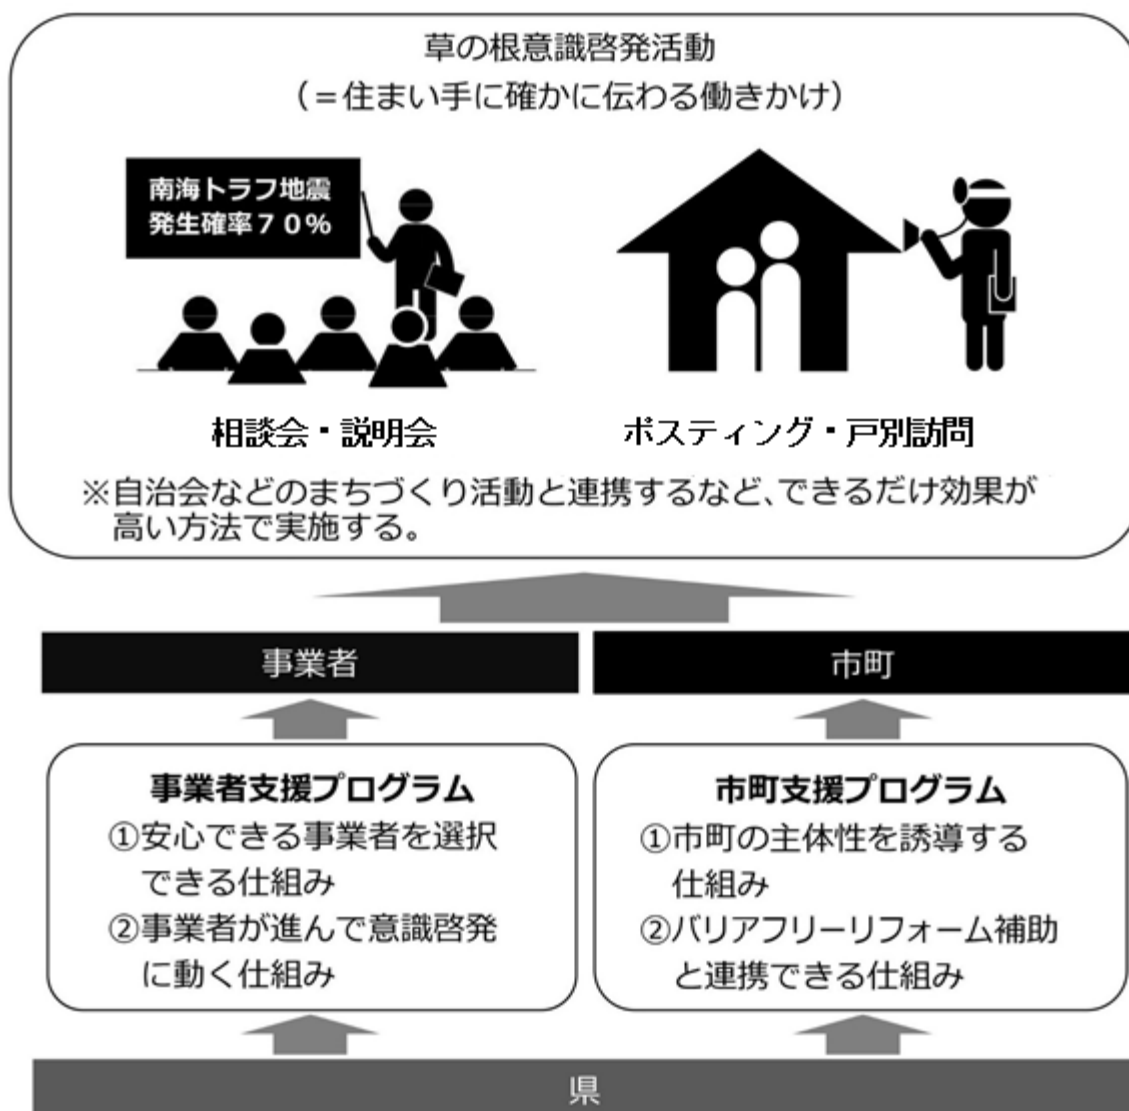 草の根意識啓発活動
(=住まい手に確かに伝わる働きかけ)
南海トラフ地震
発生確率70%
相談会・説明会
ポスティング・戸別訪問
※自治会などのまちづくり活動と連携するなど、できるだけ効果が
高い方法で実施する。
事業者
市町
事業者支援プログラム
①安心できる事業者を選択
できる仕組み
②事業者が進んで意識啓発
に動く仕組み
市町支援プログラム
①市町の主体性を誘導する
仕組み
②バリアフリーリフォーム補助
と連携できる仕組み
県